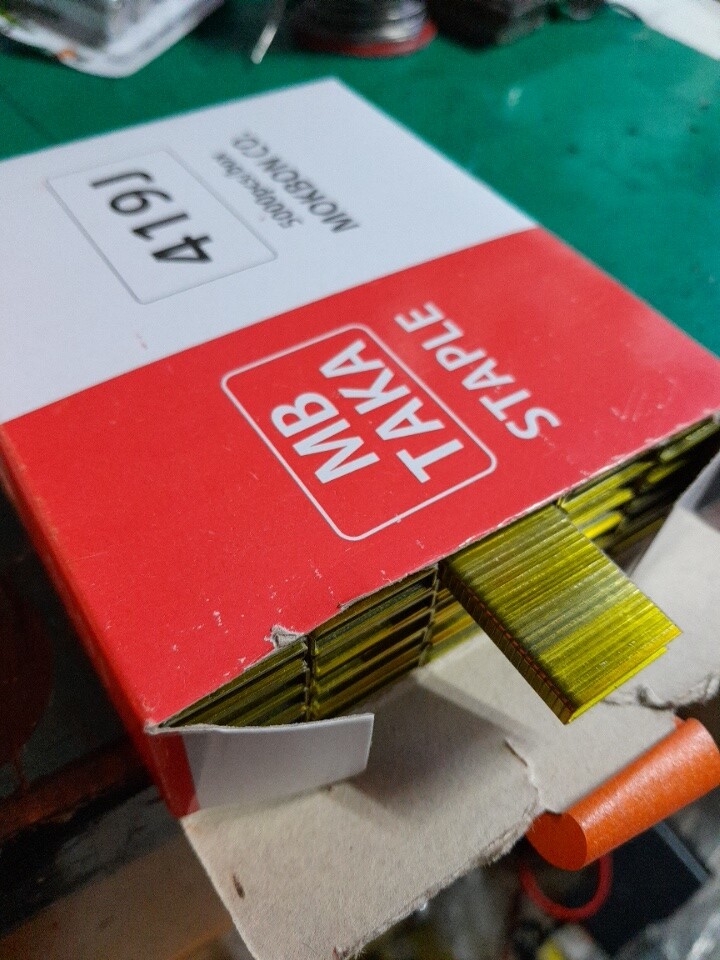 MB
TAKA
STAPLE
419J
5000pcs/box
MOKBON CO.